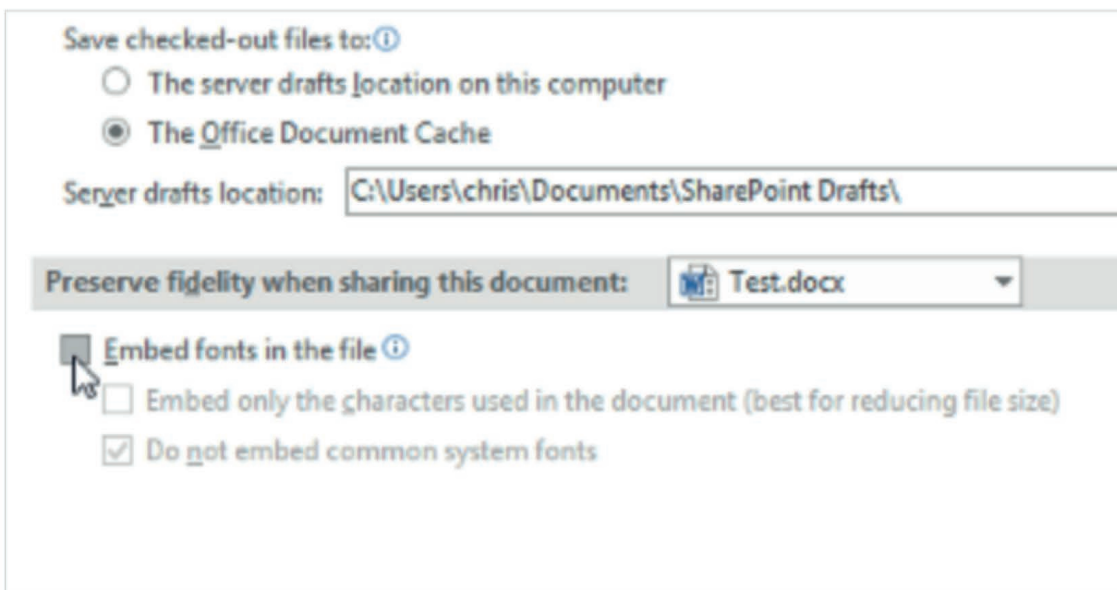 Save checked-out files to:
The server drafts location on this computer
The Office Document Cache
Server drafts location: C:\Users\chris\Documents\SharePoint Drafts\
Preserve fidelity when sharing this document: Test.docx
Embed fonts in the file
Embed only the characters used in the document (best for reducing file size)
Do not embed common system fonts